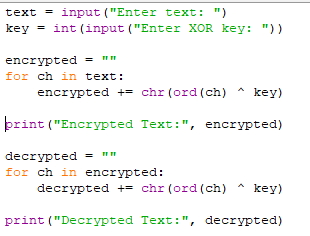 text = input("Enter text: ")
key = int(input("Enter XOR key: "))
encrypted = ""
for ch in text:
    encrypted += chr(ord(ch) ^ key)
print("Encrypted Text:", encrypted)
decrypted = ""
for ch in encrypted:
    decrypted += chr(ord(ch) ^ key)
print("Decrypted Text:", decrypted)